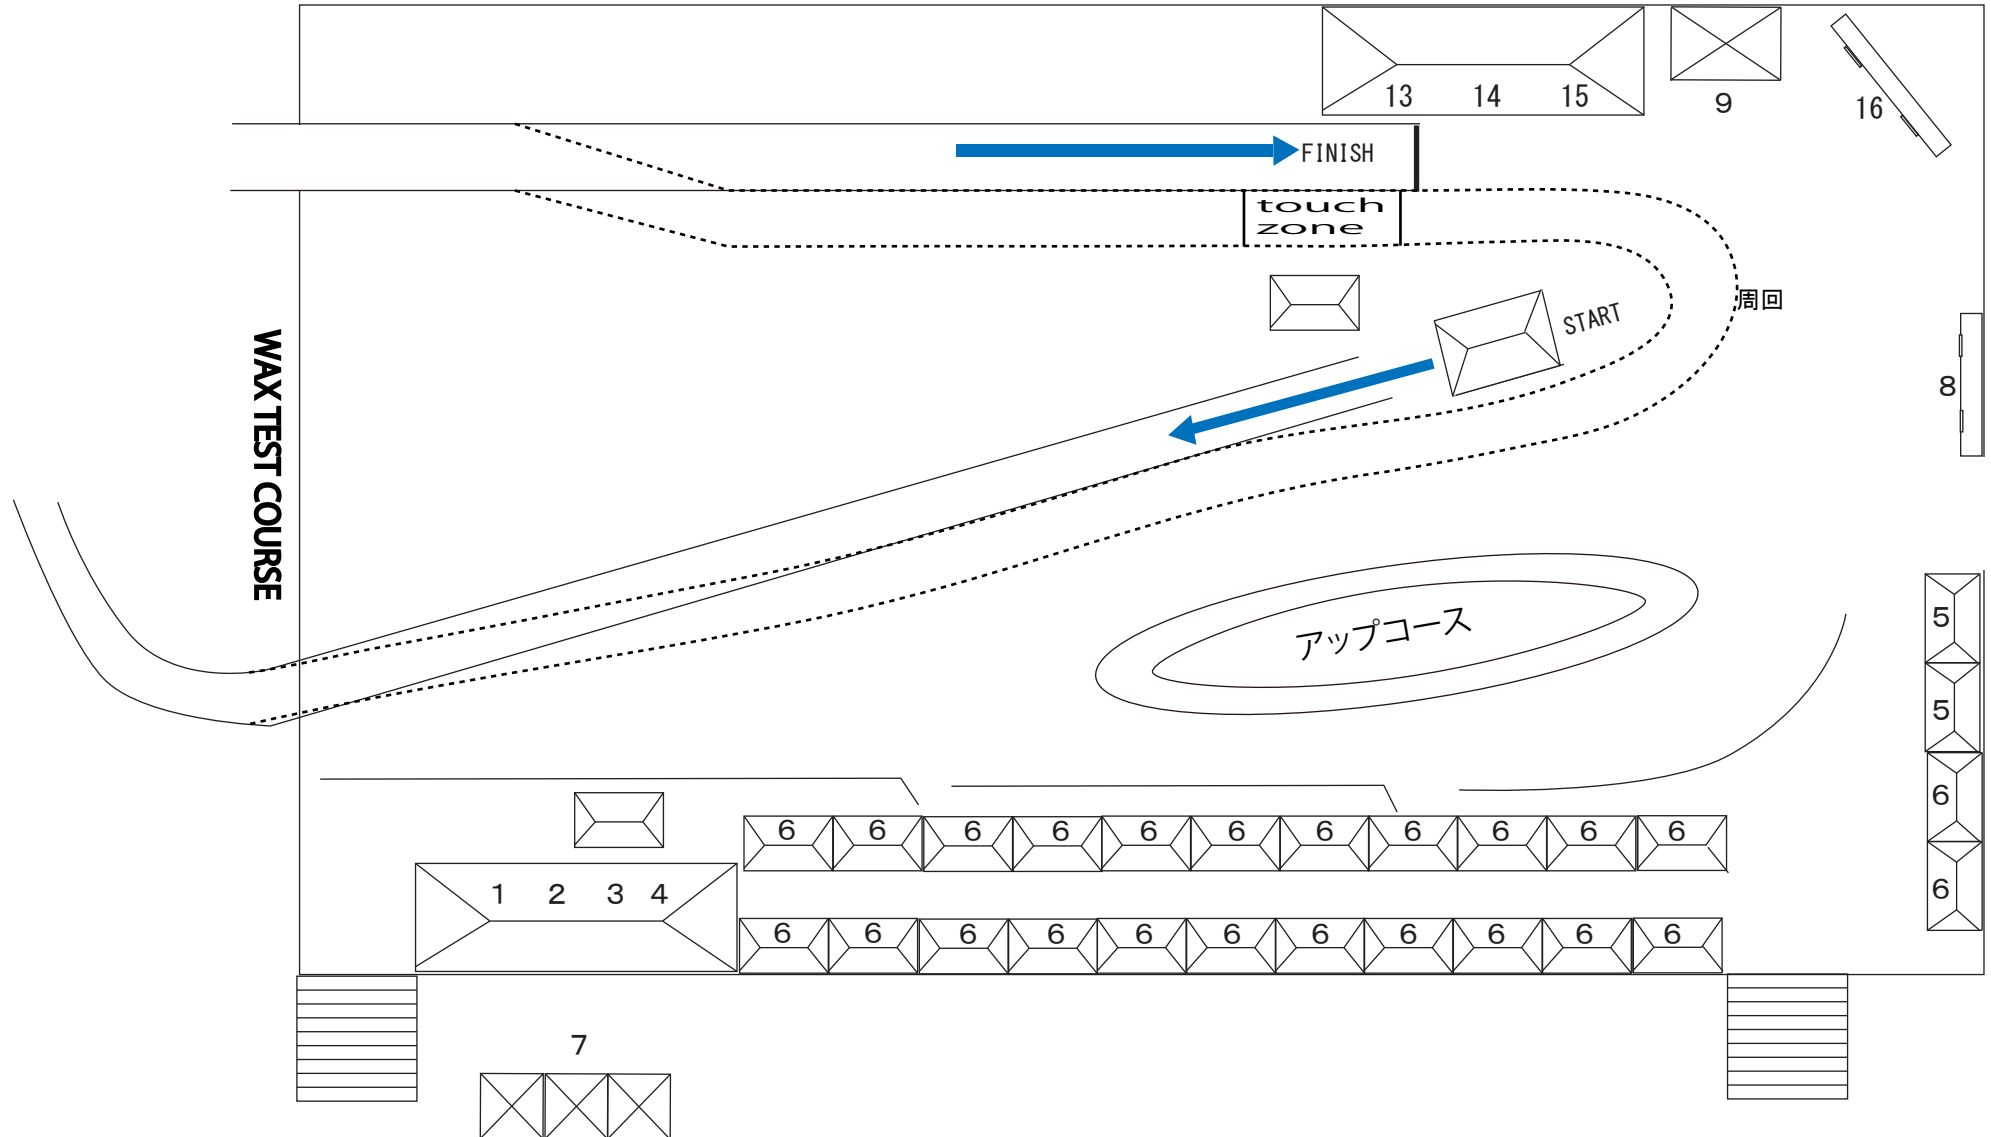 13 14 15
9
16
FINISH
touch
zone
周回
START
WAX TEST COURSE
8
アップコース
5
5
6
6
6 6 6 6 6 6 6 6 6 6 6
1 2 3 4
6 6 6 6 6 6 6 6 6 6 6
7